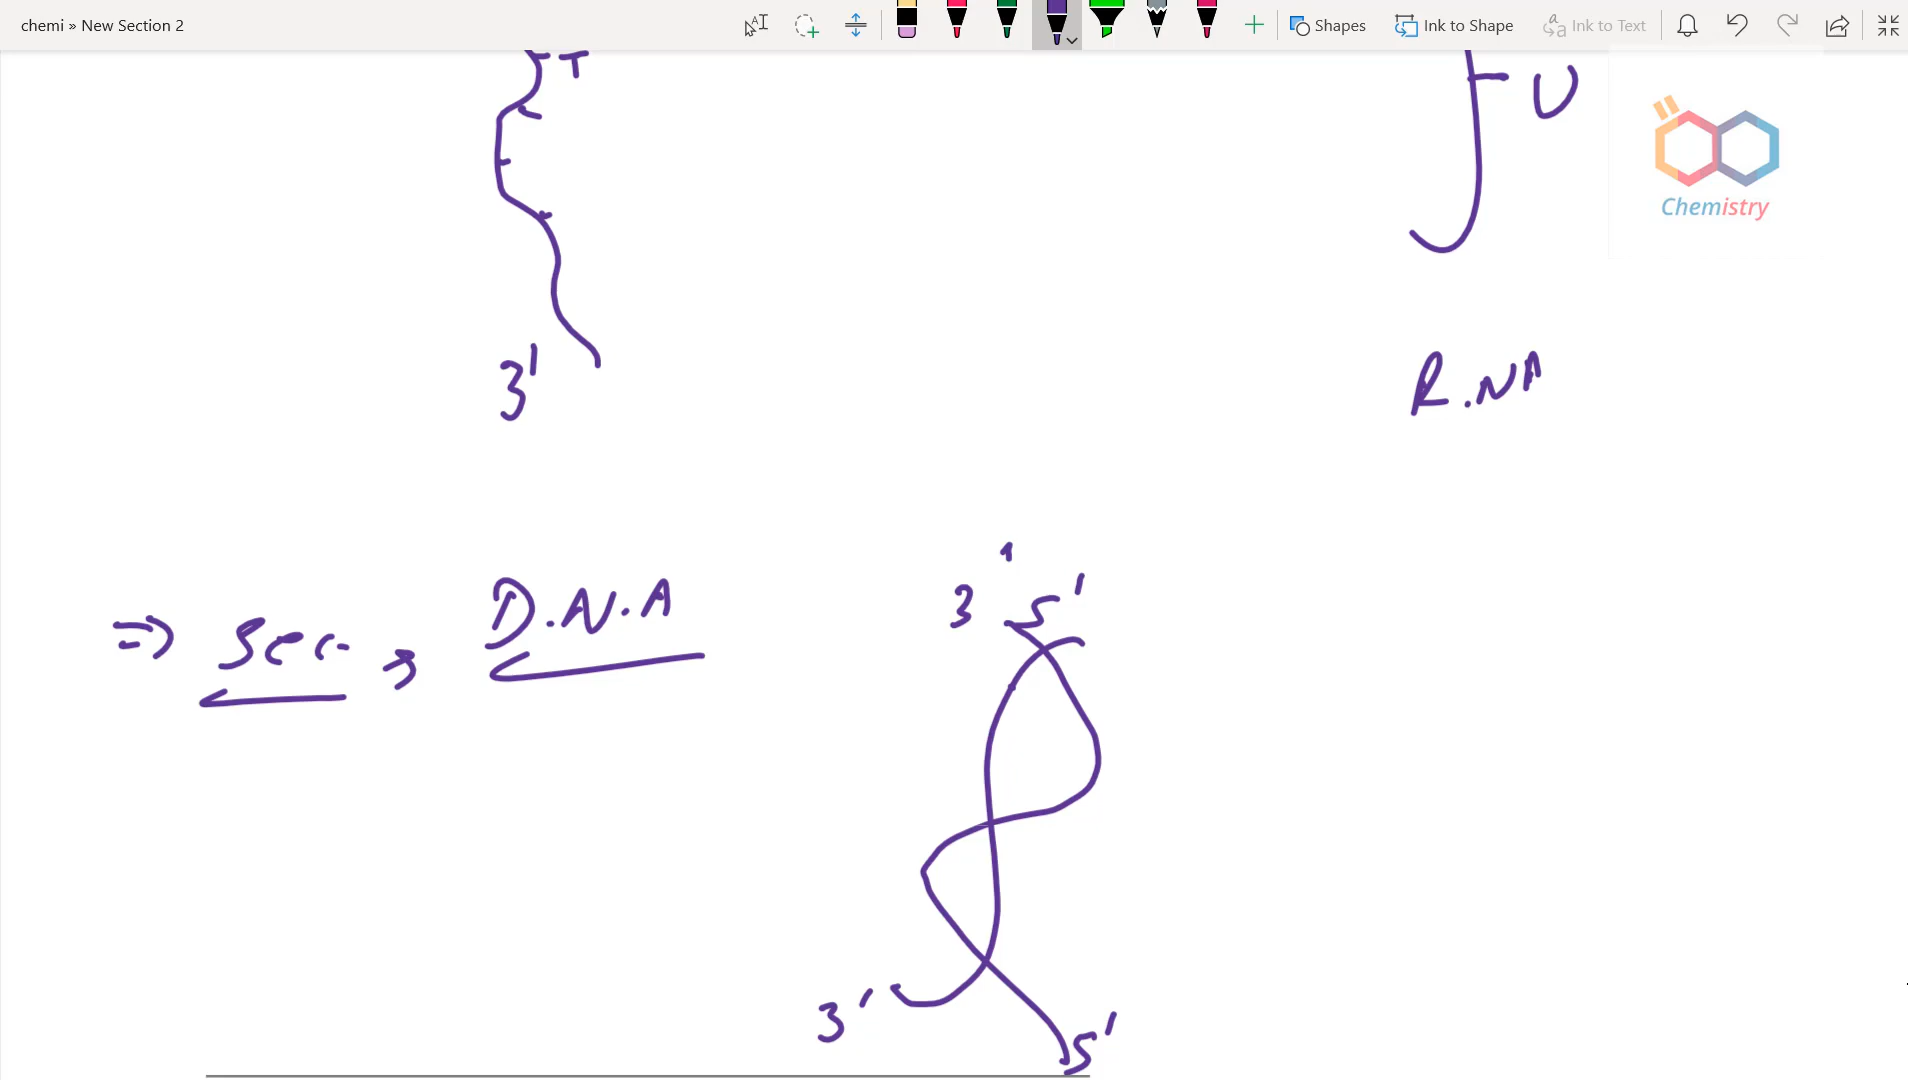 chemi » New Section 2
Shapes
Ink to Shape
Ink to Text
T
U
Chemistry
3'
R.NA
⇒ Sec → D.N.A
3' 5'
3' 5'